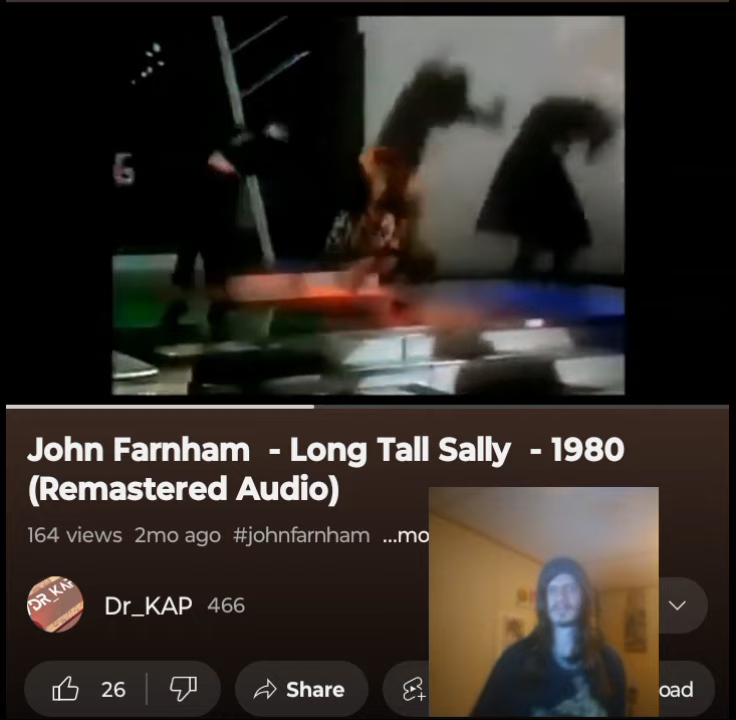 John Farnham - Long Tall Sally - 1980
(Remastered Audio)
164 views 2mo ago #johnfarnham ...mo
DR_KAP
Dr_KAP 466
26 Share oad